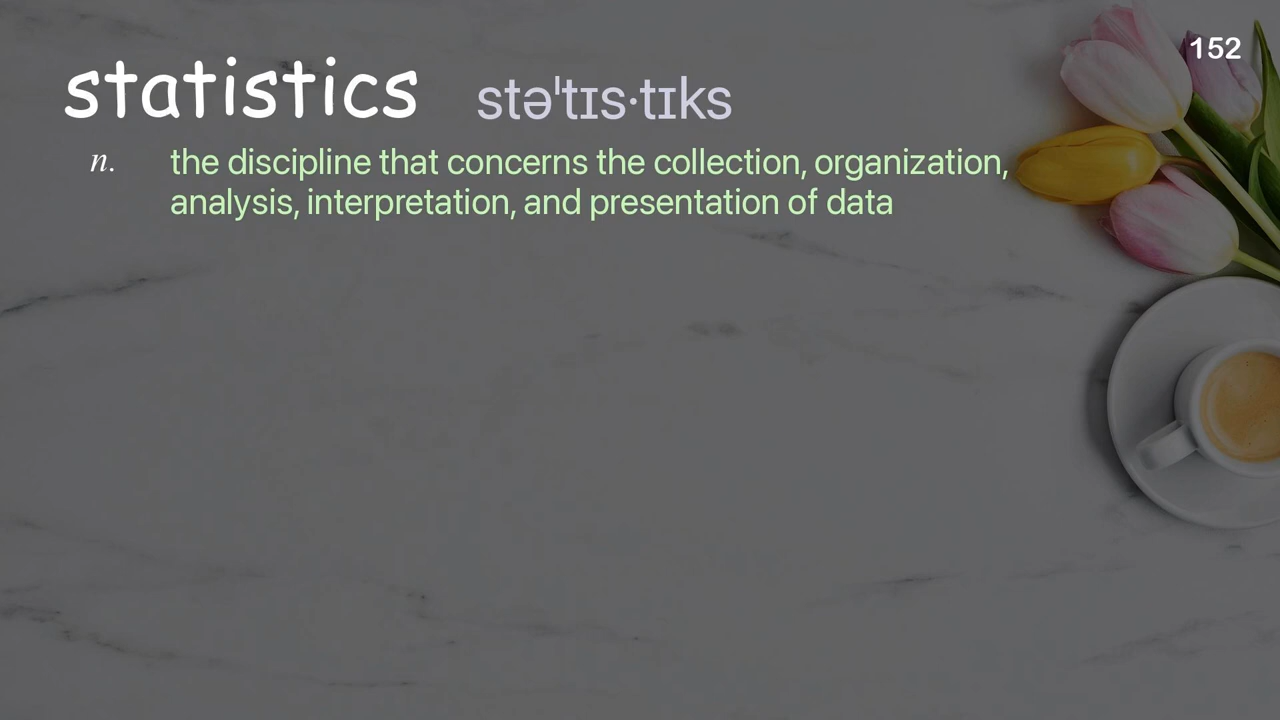 152
statistics stəˈtɪs·tɪks
n. the discipline that concerns the collection, organization,
analysis, interpretation, and presentation of data